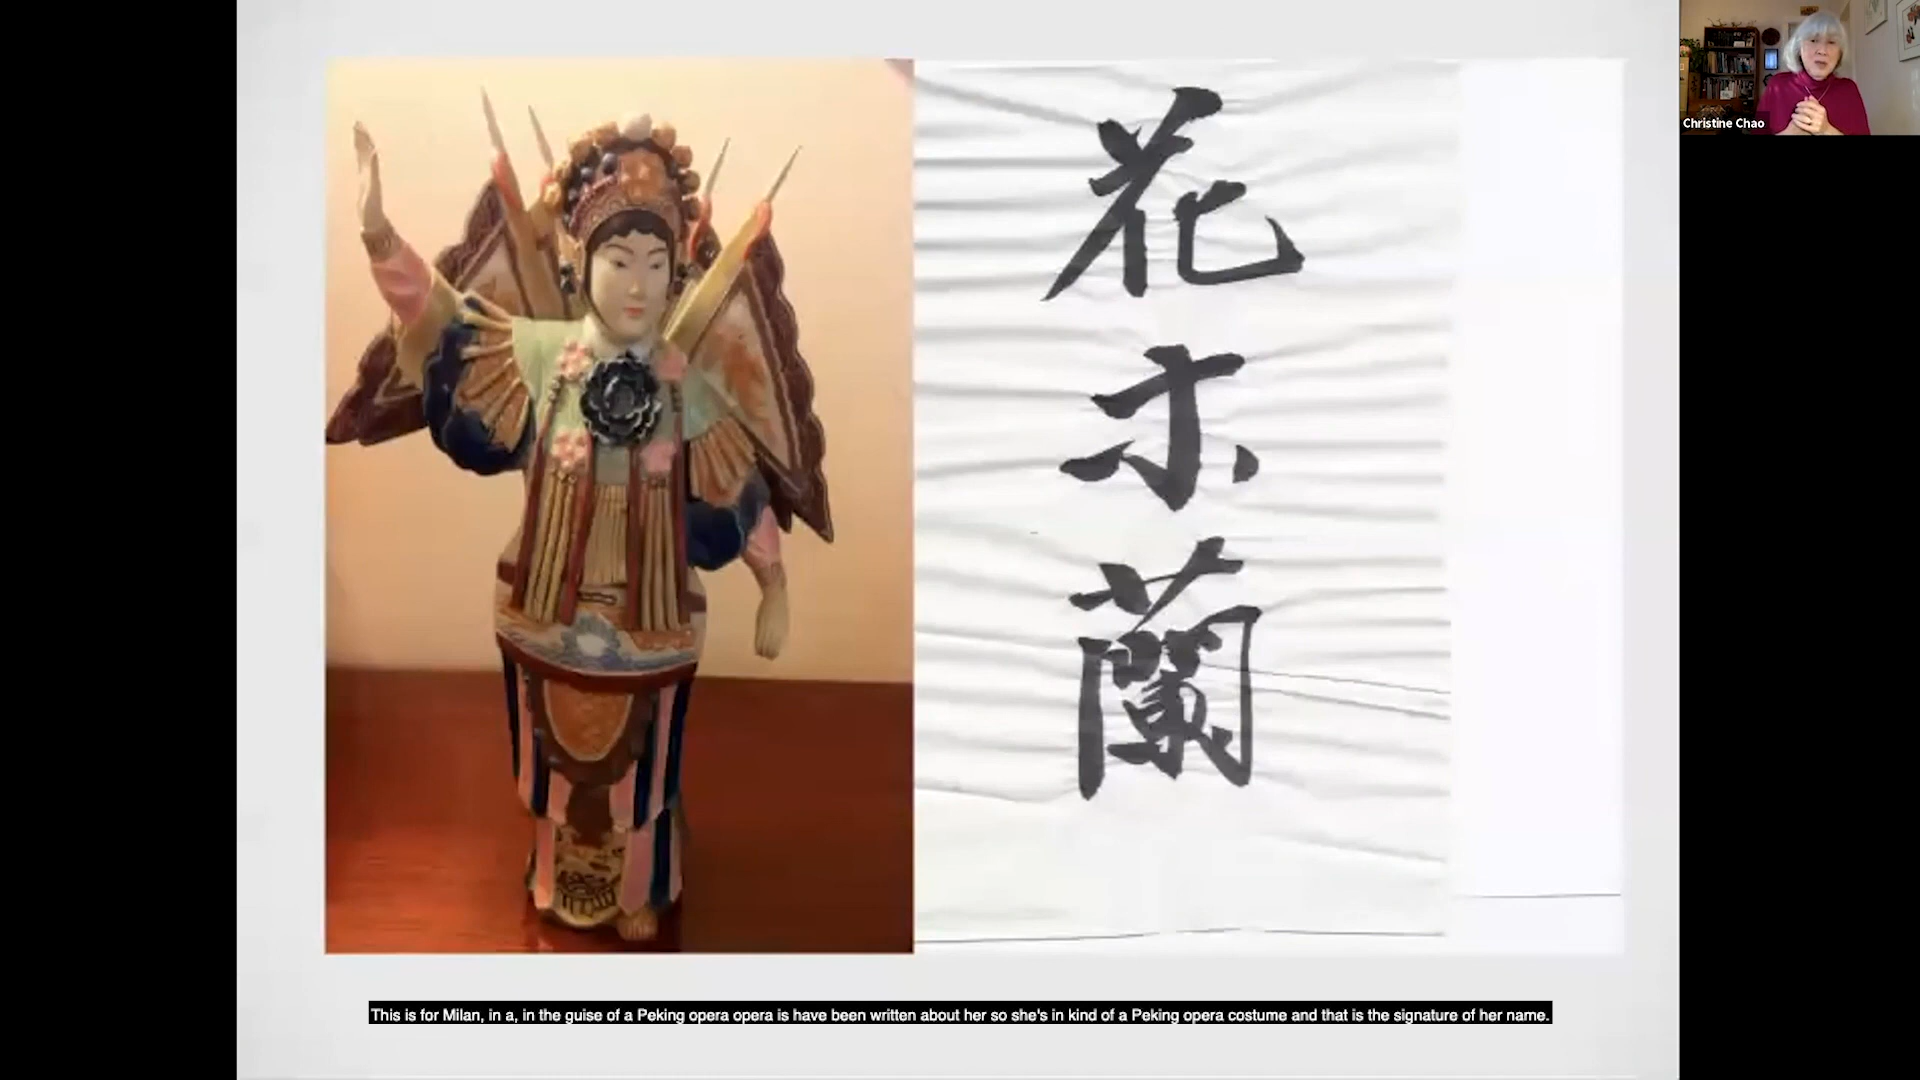 Christine Chao
花
木
蘭
This is for Milan, in a, in the guise of a Peking opera opera is have been written about her so she's in kind of a Peking opera costume and that is the signature of her name.